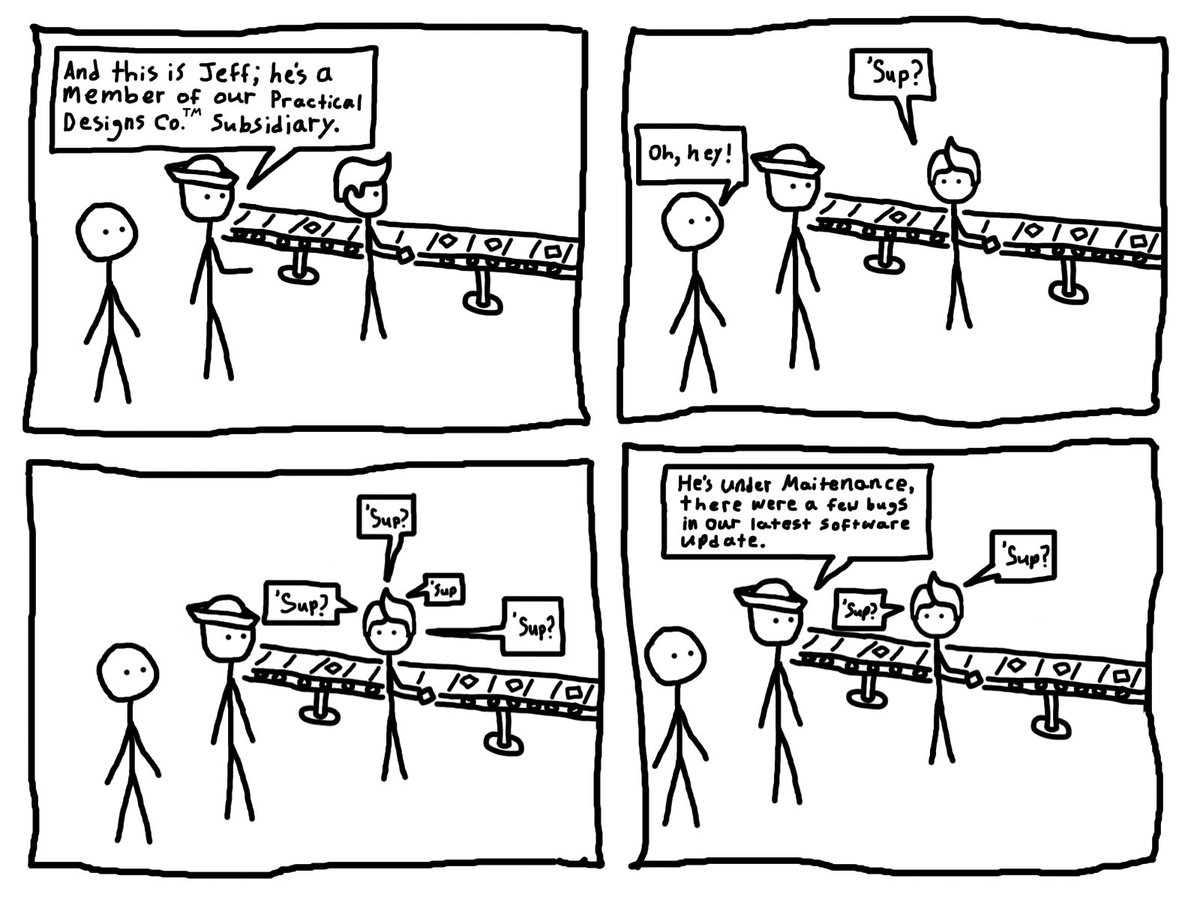 And this is Jeff; he's a
member of our Practical
Designs Co.™ Subsidiary.
'Sup?
Oh, hey!
'Sup?
'Sup
'Sup?
'Sup?
He's under Maitenance,
there were a few bugs
in our latest software
update.
'Sup?
'Sup?